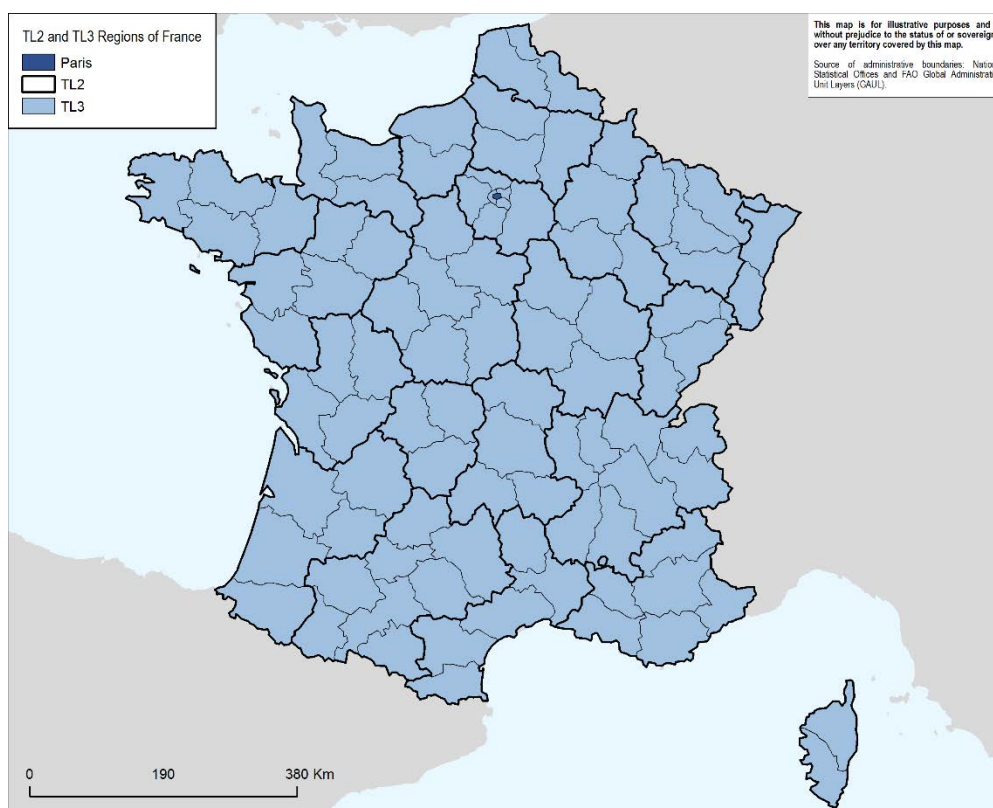 TL2 and TL3 Regions of France
Paris
TL2
TL3
This map is for illustrative purposes and
without prejudice to the status of or sovereign
over any territory covered by this map.
Source of administrative boundaries: Nation
Statistical Offices and FAO Global Administrati
Unit Layers (GAUL).
0 190 380 Km